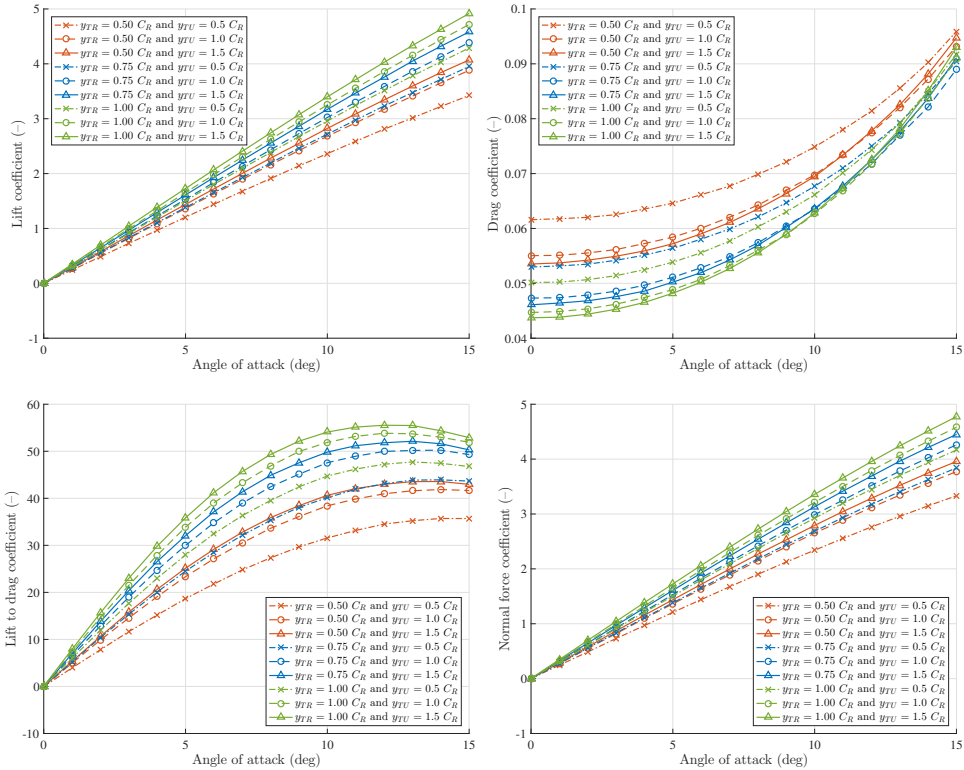 5
4
3
2
1
0
-1
Lift coefficient (–)
y_TR = 0.50 C_R and y_TU = 0.5 C_R
y_TR = 0.50 C_R and y_TU = 1.0 C_R
y_TR = 0.50 C_R and y_TU = 1.5 C_R
y_TR = 0.75 C_R and y_TU = 0.5 C_R
y_TR = 0.75 C_R and y_TU = 1.0 C_R
y_TR = 0.75 C_R and y_TU = 1.5 C_R
y_TR = 1.00 C_R and y_TU = 0.5 C_R
y_TR = 1.00 C_R and y_TU = 1.0 C_R
y_TR = 1.00 C_R and y_TU = 1.5 C_R
0 5 10 15
Angle of attack (deg)
0.1
0.09
0.08
0.07
0.06
0.05
0.04
Drag coefficient (–)
y_TR = 0.50 C_R and y_TU = 0.5 C_R
y_TR = 0.50 C_R and y_TU = 1.0 C_R
y_TR = 0.50 C_R and y_TU = 1.5 C_R
y_TR = 0.75 C_R and y_TU = 0.5 C_R
y_TR = 0.75 C_R and y_TU = 1.0 C_R
y_TR = 0.75 C_R and y_TU = 1.5 C_R
y_TR = 1.00 C_R and y_TU = 0.5 C_R
y_TR = 1.00 C_R and y_TU = 1.0 C_R
y_TR = 1.00 C_R and y_TU = 1.5 C_R
0 5 10 15
Angle of attack (deg)
60
50
40
30
20
10
0
-10
Lift to drag coefficient (–)
y_TR = 0.50 C_R and y_TU = 0.5 C_R
y_TR = 0.50 C_R and y_TU = 1.0 C_R
y_TR = 0.50 C_R and y_TU = 1.5 C_R
y_TR = 0.75 C_R and y_TU = 0.5 C_R
y_TR = 0.75 C_R and y_TU = 1.0 C_R
y_TR = 0.75 C_R and y_TU = 1.5 C_R
y_TR = 1.00 C_R and y_TU = 0.5 C_R
y_TR = 1.00 C_R and y_TU = 1.0 C_R
y_TR = 1.00 C_R and y_TU = 1.5 C_R
0 5 10 15
Angle of attack (deg)
5
4
3
2
1
0
-1
Normal force coefficient (–)
y_TR = 0.50 C_R and y_TU = 0.5 C_R
y_TR = 0.50 C_R and y_TU = 1.0 C_R
y_TR = 0.50 C_R and y_TU = 1.5 C_R
y_TR = 0.75 C_R and y_TU = 0.5 C_R
y_TR = 0.75 C_R and y_TU = 1.0 C_R
y_TR = 0.75 C_R and y_TU = 1.5 C_R
y_TR = 1.00 C_R and y_TU = 0.5 C_R
y_TR = 1.00 C_R and y_TU = 1.0 C_R
y_TR = 1.00 C_R and y_TU = 1.5 C_R
0 5 10 15
Angle of attack (deg)